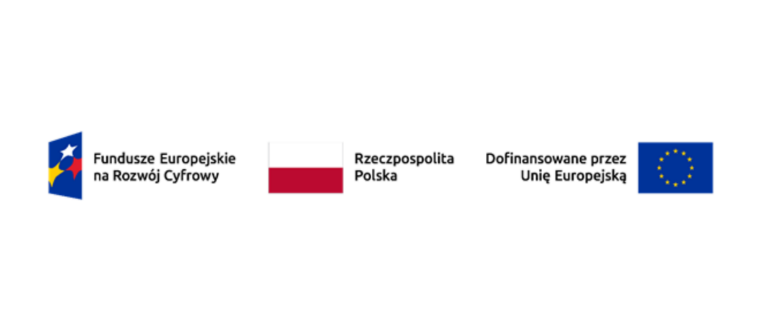 Fundusze Europejskie
na Rozwój Cyfrowy
Rzeczpospolita
Polska
Dofinansowane przez
Unię Europejską